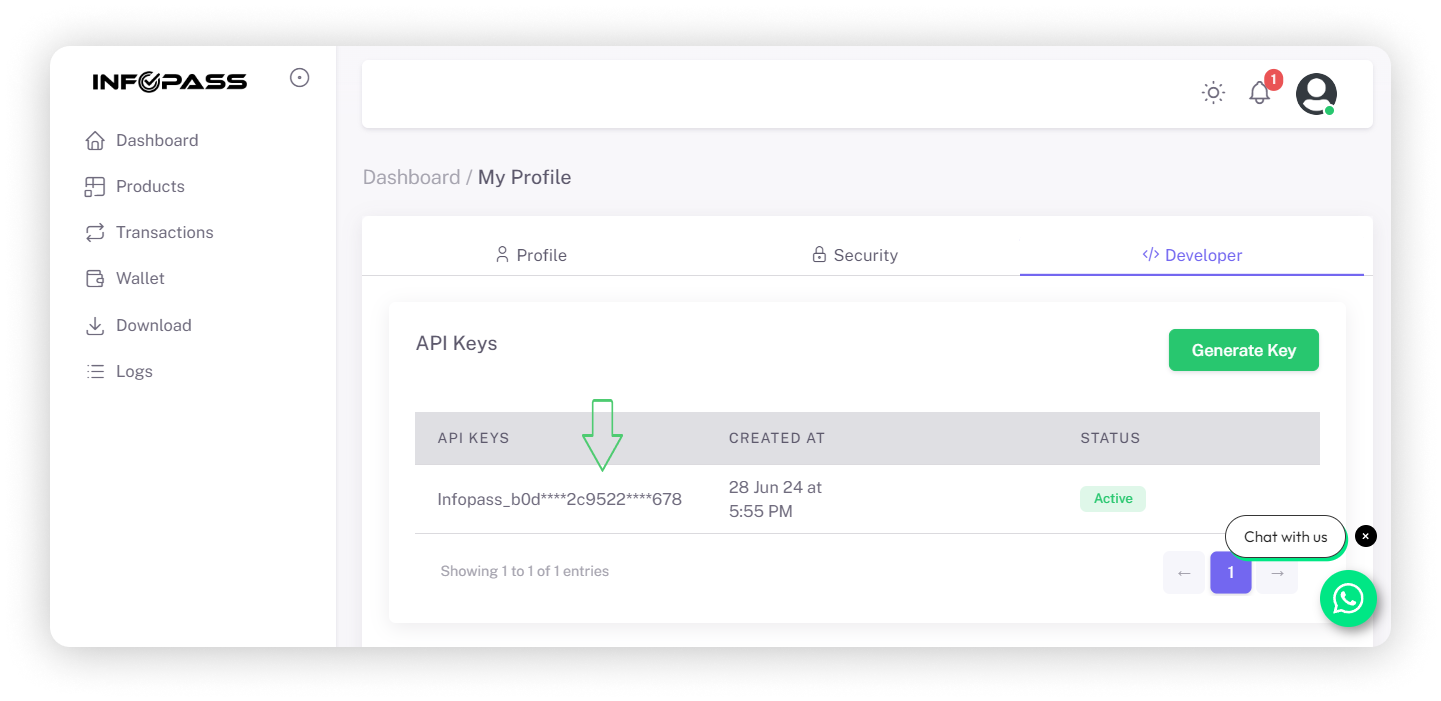 INFOPASS
1
Dashboard
Products
Transactions
Wallet
Download
Logs
Dashboard / My Profile
Profile
Security
</> Developer
API Keys
Generate Key
API KEYS
CREATED AT
STATUS
Infopass_b0d****2c9522****678
28 Jun 24 at
5:55 PM
Active
Chat with us
Showing 1 to 1 of 1 entries
← 1 →